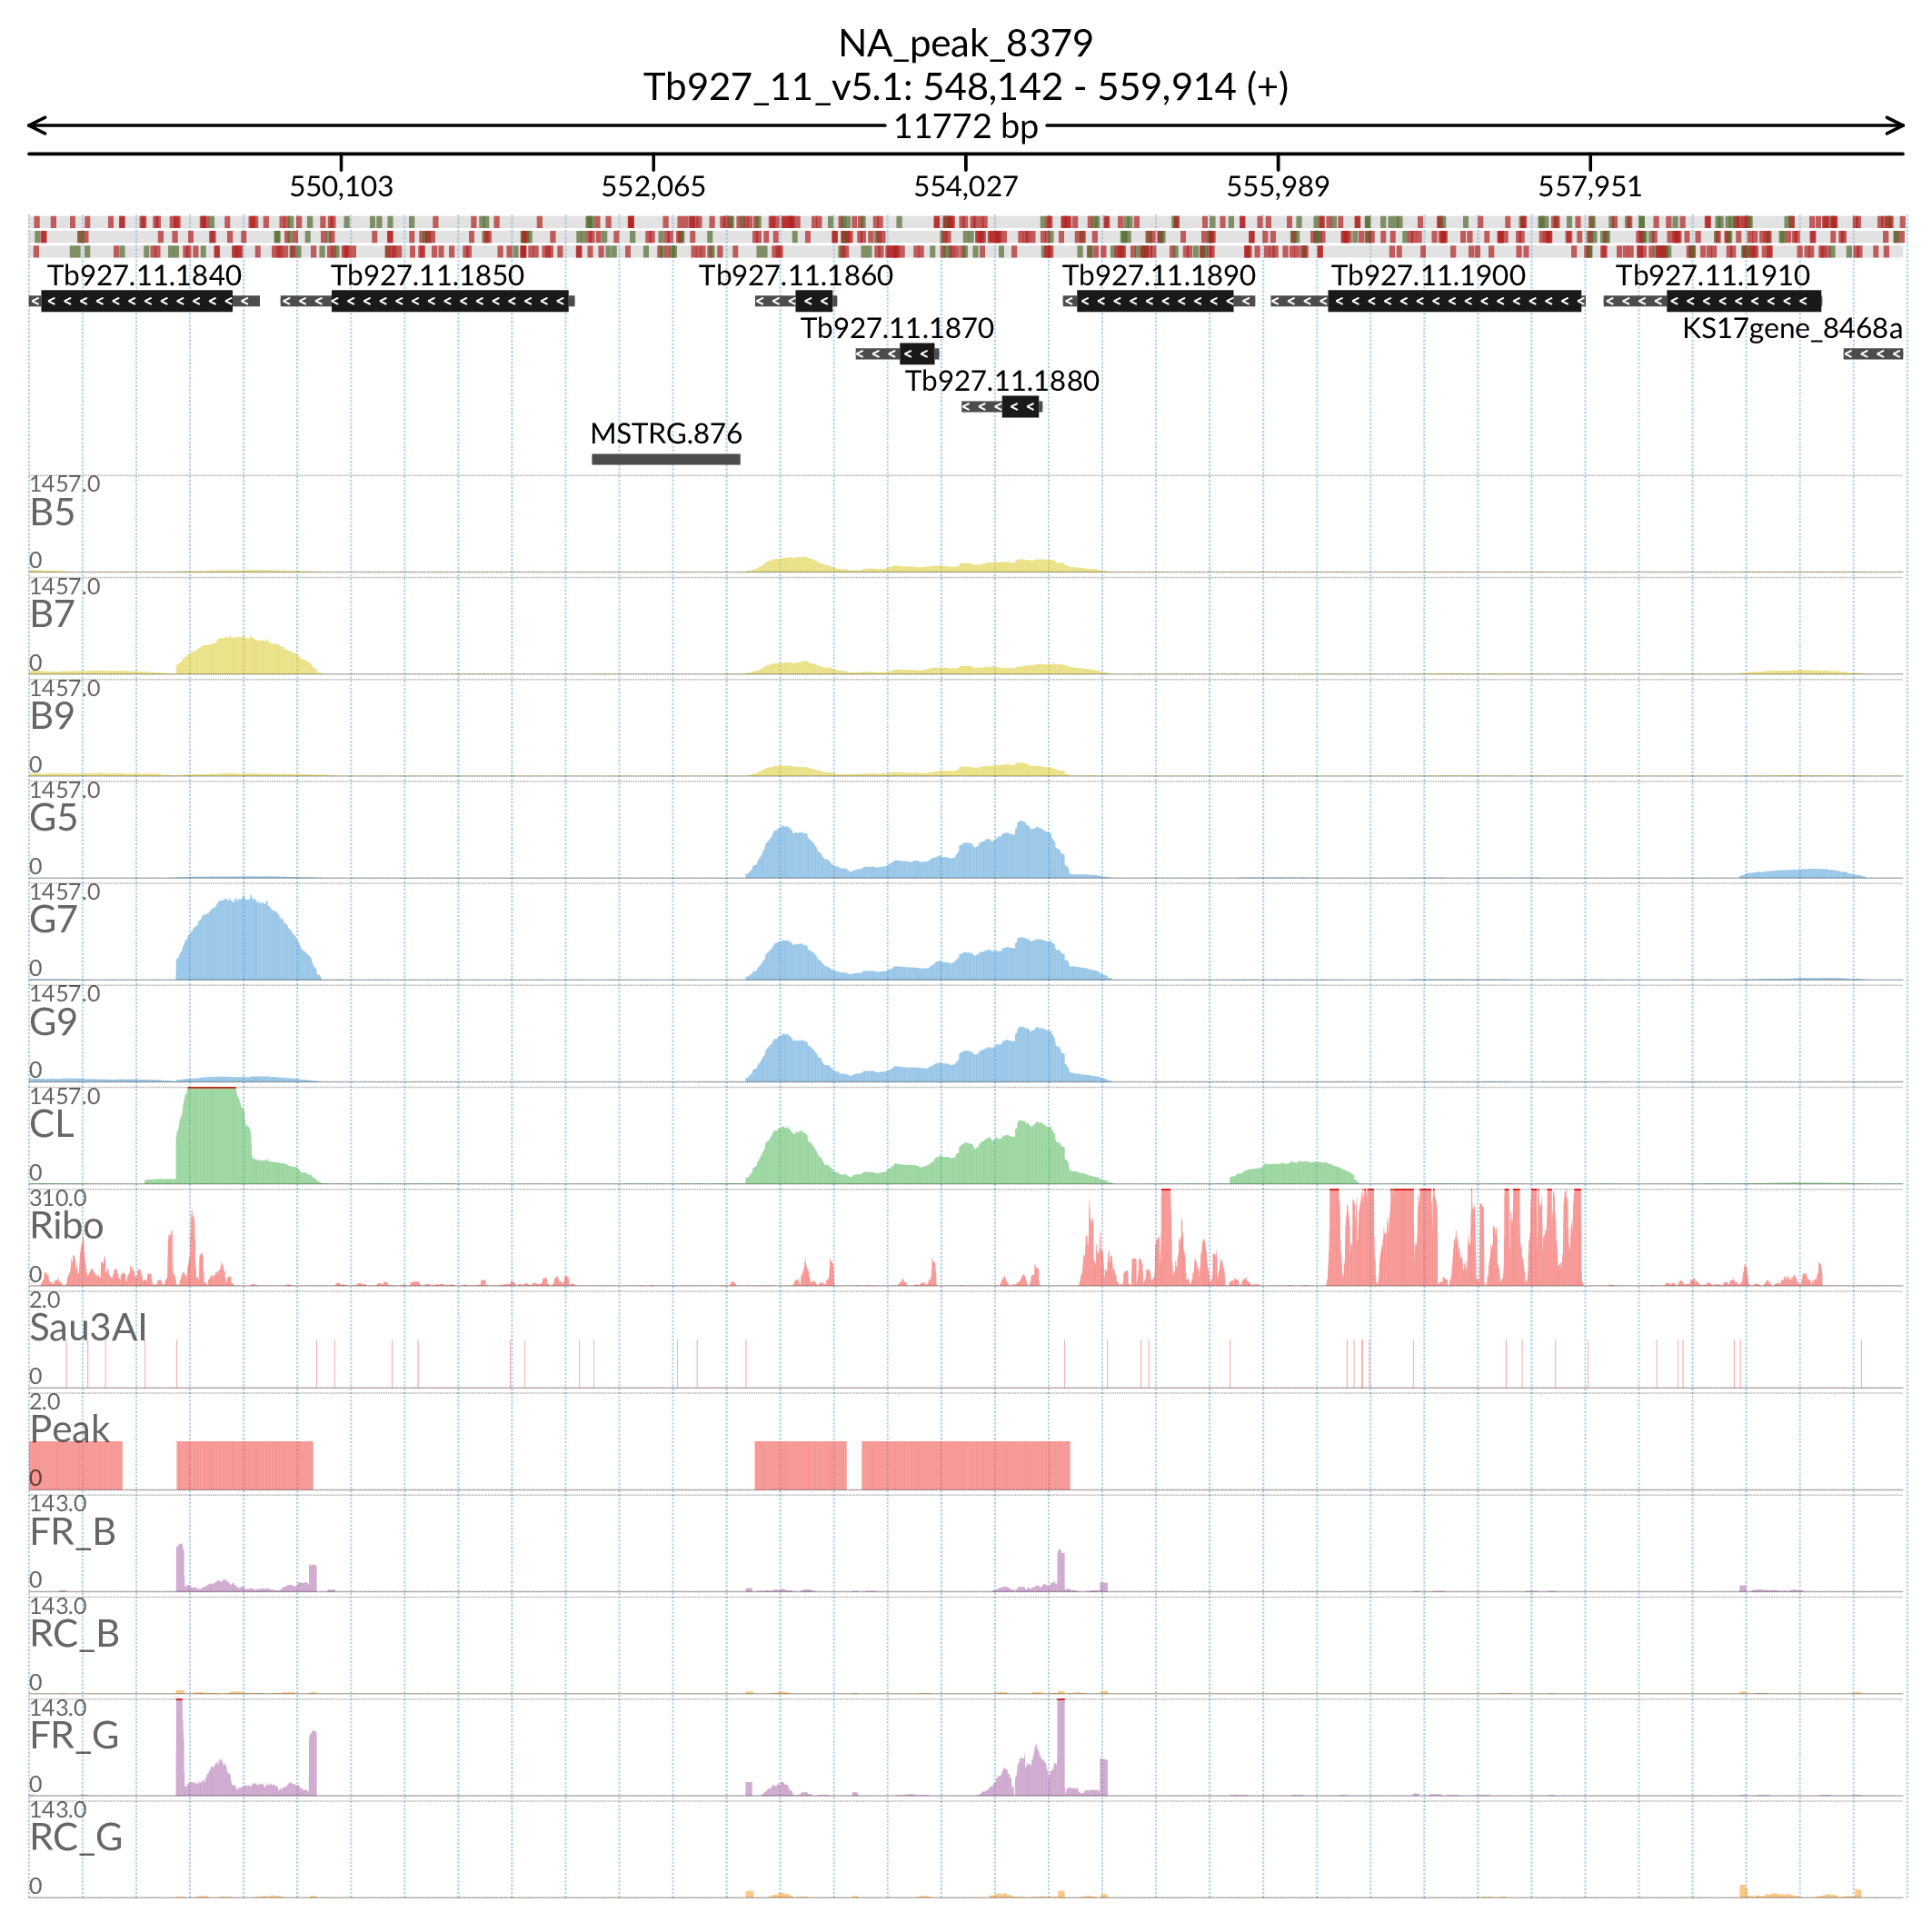 NA_peak_8379
Tb927_11_v5.1: 548,142 - 559,914 (+)
11772 bp
550,103 552,065 554,027 555,989 557,951
Tb927.11.1840 Tb927.11.1850 Tb927.11.1860 Tb927.11.1890 Tb927.11.1900 Tb927.11.1910
Tb927.11.1870 KS17gene_8468a
Tb927.11.1880
MSTRG.876
1457.0
B5
0
1457.0
B7
0
1457.0
B9
0
1457.0
G5
0
1457.0
G7
0
1457.0
G9
0
1457.0
CL
0
310.0
Ribo
0
2.0
Sau3AI
0
2.0
Peak
0
143.0
FR_B
0
143.0
RC_B
0
143.0
FR_G
0
143.0
RC_G
0